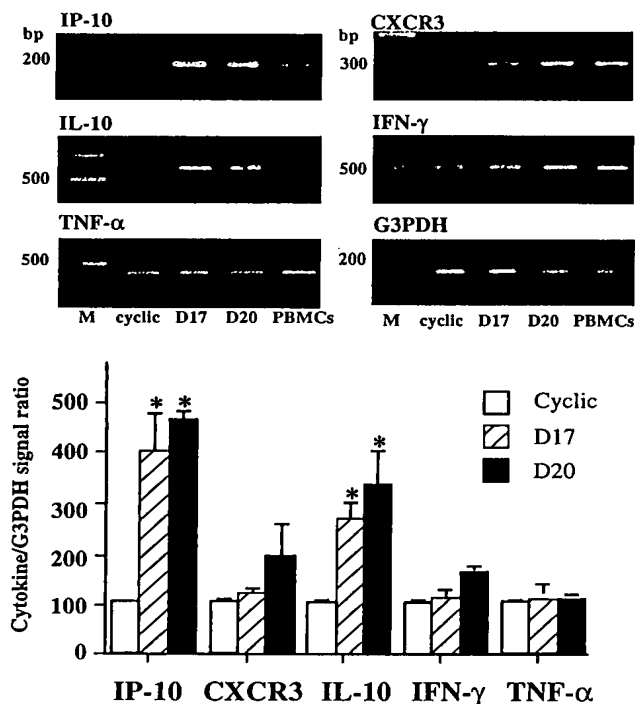 IP-10
bp
200
CXCR3
bp
300
IL-10
500
IFN-γ
500
TNF-α
500
G3PDH
200
M cyclic D17 D20 PBMCs
M cyclic D17 D20 PBMCs
Cytokine/G3PDH signal ratio
500
400
300
200
100
0
* *
* *
Cyclic
D17
D20
IP-10 CXCR3 IL-10 IFN-γ TNF-α